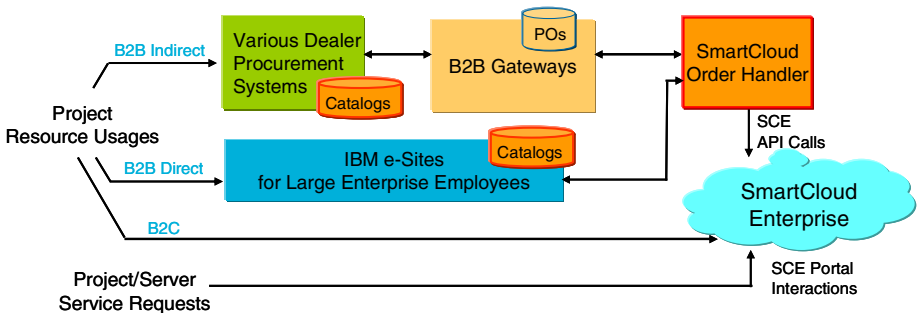 B2B Indirect
Various Dealer
Procurement
Systems
Catalogs
POs
B2B Gateways
SmartCloud
Order Handler
Project
Resource Usages
SCE
API Calls
B2B Direct
IBM e-Sites
for Large Enterprise Employees
Catalogs
SmartCloud
Enterprise
B2C
Project/Server
Service Requests
SCE Portal
Interactions